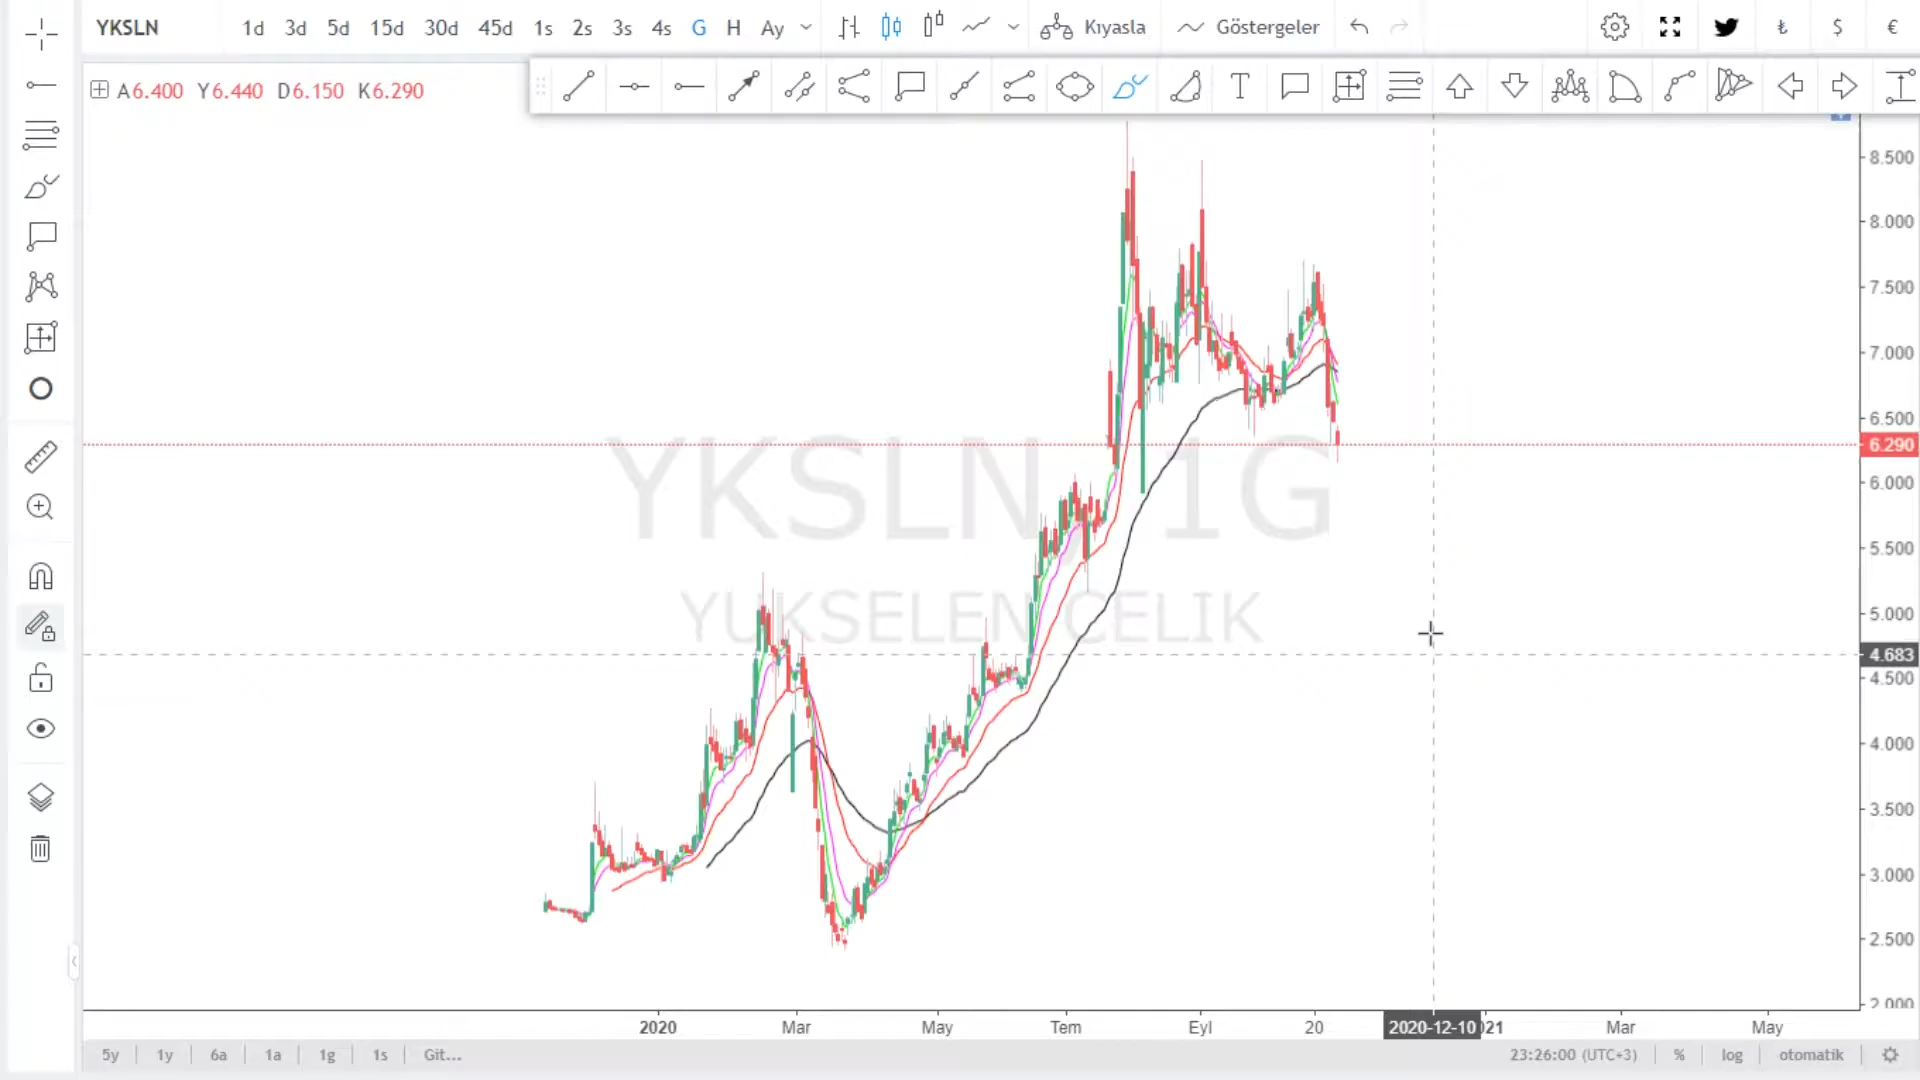 YKSLN 1d 3d 5d 15d 30d 45d 1s 2s 3s 4s G H Ay Kıyasla Göstergeler ₺ $ €
A6.400 Y6.440 D6.150 K6.290
T
8.500
8.000
7.500
7.000
6.500
6.290
6.000
5.500
5.000
4.683
4.500
4.000
3.500
3.000
2.500
2.000
YKSLN, 1G
YUKSELEN CELIK
2020 Mar May Tem Eyl 20 2020-12-10 021 Mar May
5y 1y 6a 1a 1g 1s Git... 23:26:00 (UTC+3) % log otomatik